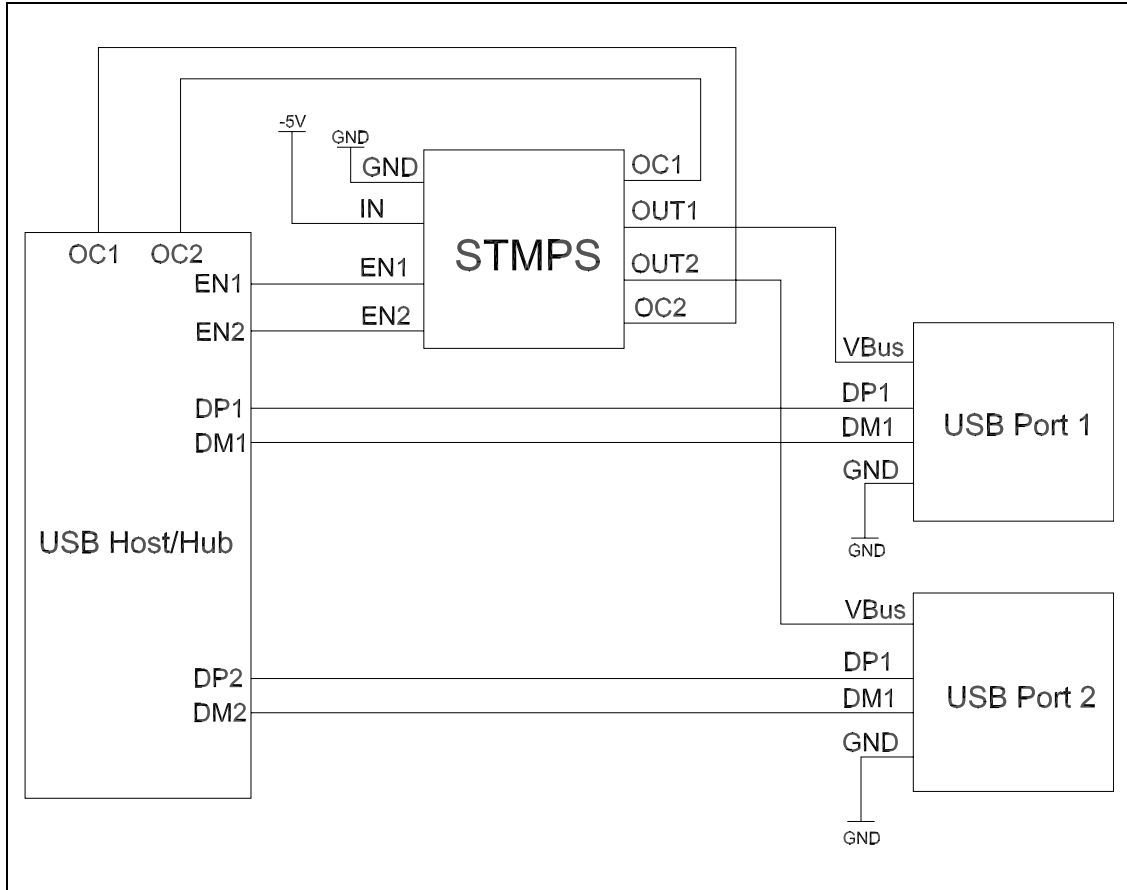 -5V
GND
GND
OC1
IN
OUT1
STMPS
OC1 OC2
EN1
EN1
OUT2
EN2
EN2
OC2
VBus
DP1
DP1
DM1
DM1
USB Port 1
GND
USB Host/Hub
GND
VBus
DP2
DP1
DM2
DM1
USB Port 2
GND
GND